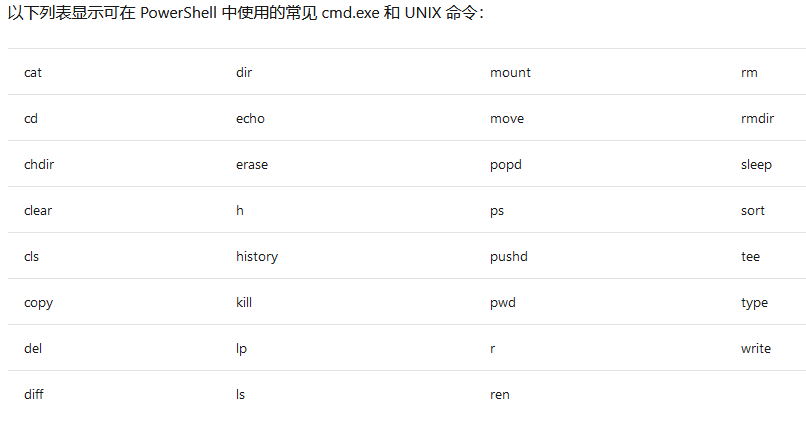 以下列表显示可在 PowerShell 中使用的常见 cmd.exe 和 UNIX 命令：
cat dir mount rm
cd echo move rmdir
chdir erase popd sleep
clear h ps sort
cls history pushd tee
copy kill pwd type
del lp r write
diff ls ren